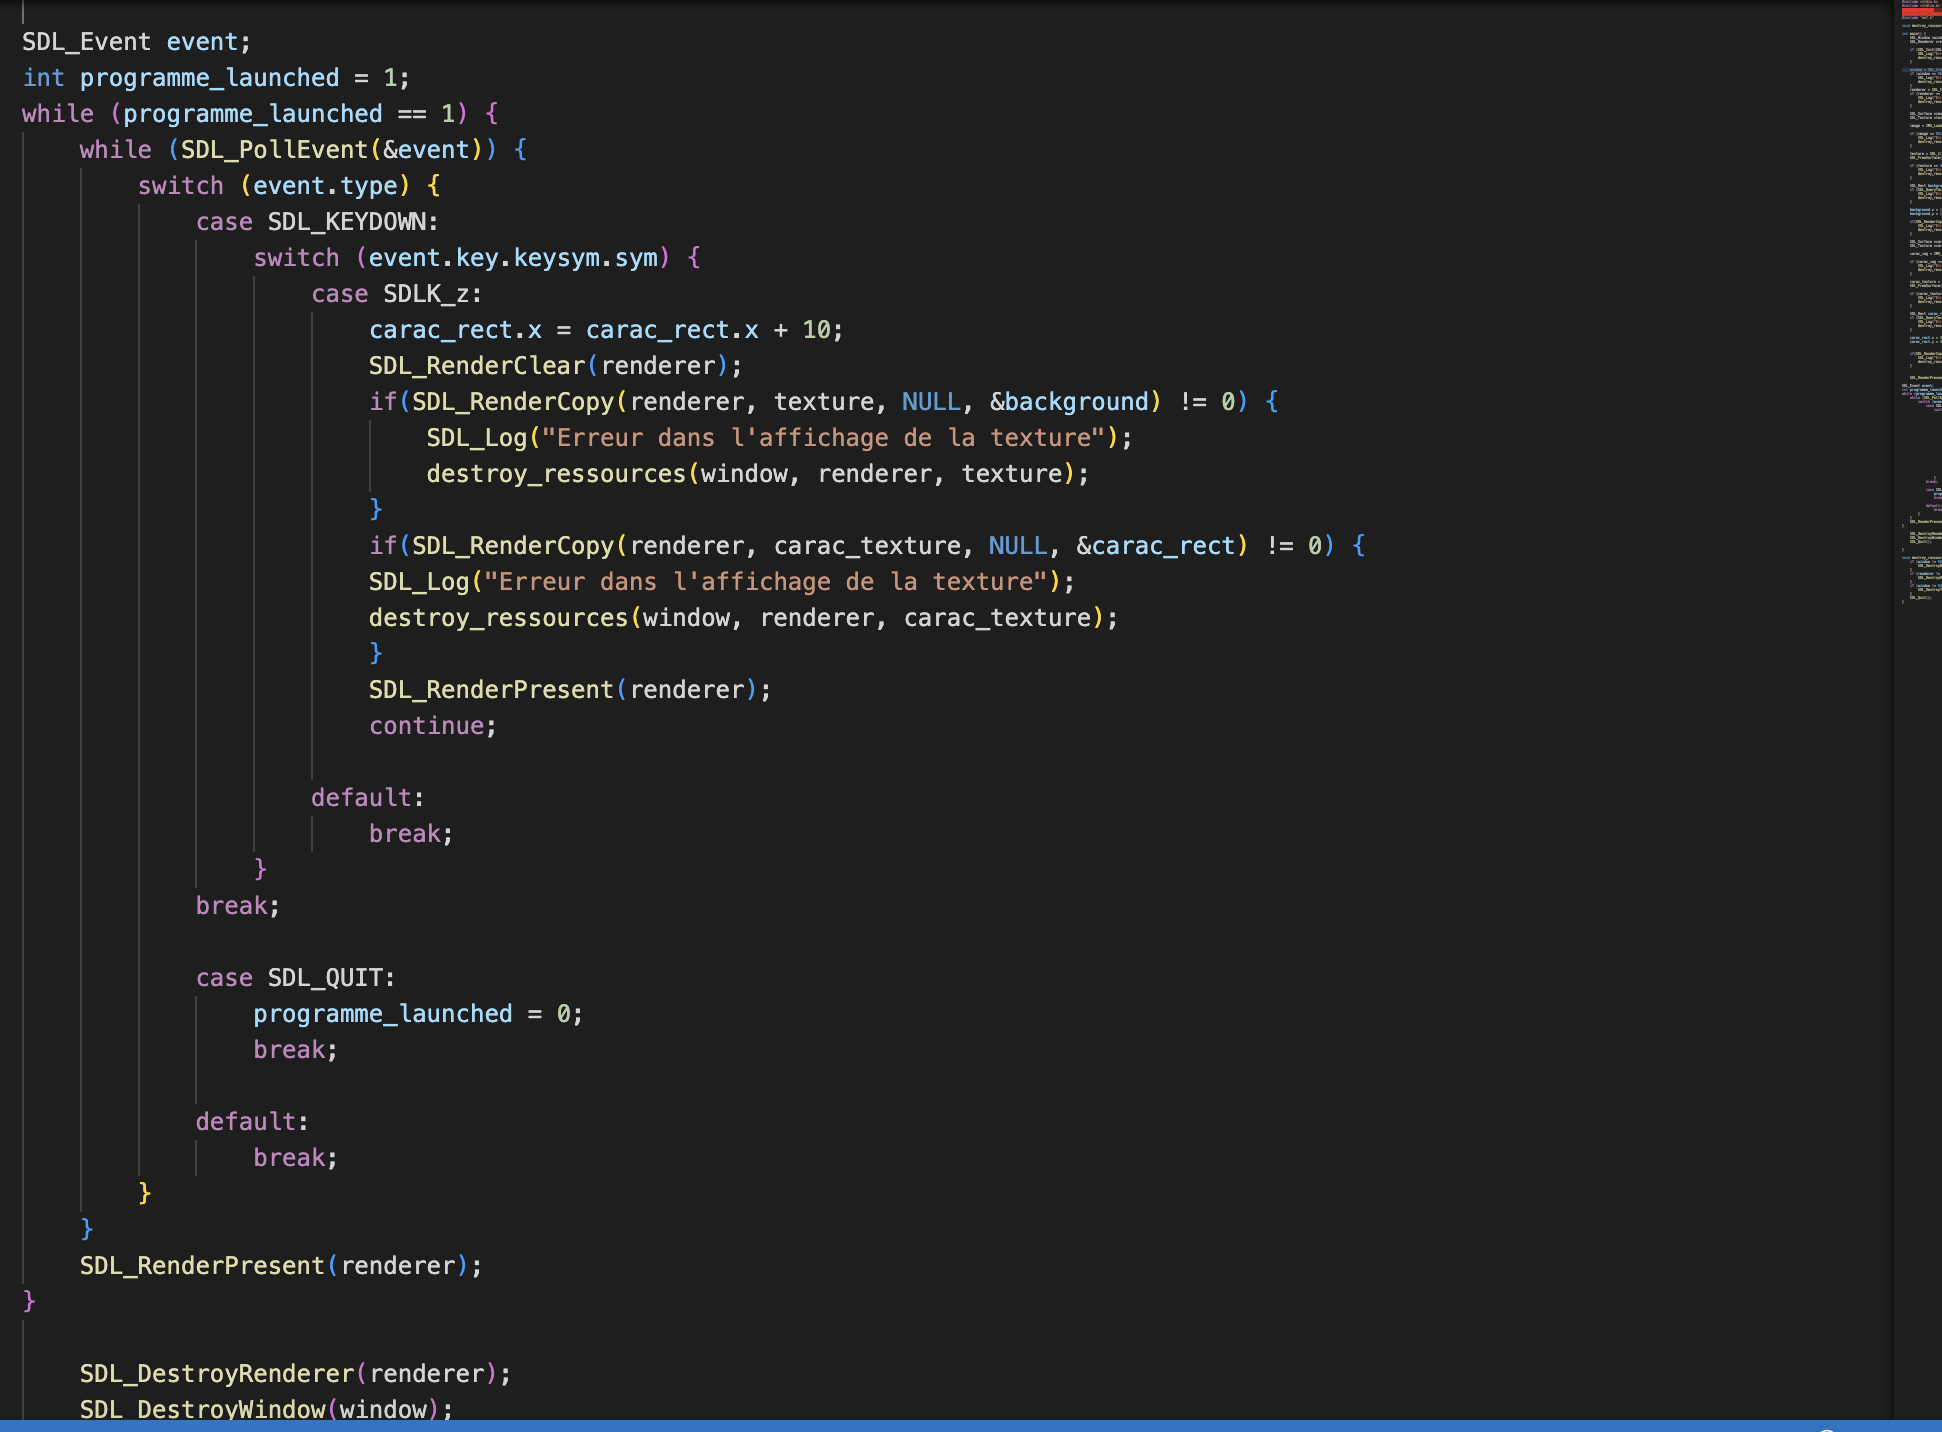 SDL_Event event;
int programme_launched = 1;
while (programme_launched == 1) {
while (SDL_PollEvent(&event)) {
switch (event.type) {
case SDL_KEYDOWN:
switch (event.key.keysym.sym) {
case SDLK_z:
carac_rect.x = carac_rect.x + 10;
SDL_RenderClear(renderer);
if(SDL_RenderCopy(renderer, texture, NULL, &background) != 0) {
SDL_Log("Erreur dans l'affichage de la texture");
destroy_ressources(window, renderer, texture);
}
if(SDL_RenderCopy(renderer, carac_texture, NULL, &carac_rect) != 0) {
SDL_Log("Erreur dans l'affichage de la texture");
destroy_ressources(window, renderer, carac_texture);
}
SDL_RenderPresent(renderer);
continue;
default:
break;
}
break;
case SDL_QUIT:
programme_launched = 0;
break;
default:
break;
}
}
SDL_RenderPresent(renderer);
}
SDL_DestroyRenderer(renderer);
SDL_DestroyWindow(window);